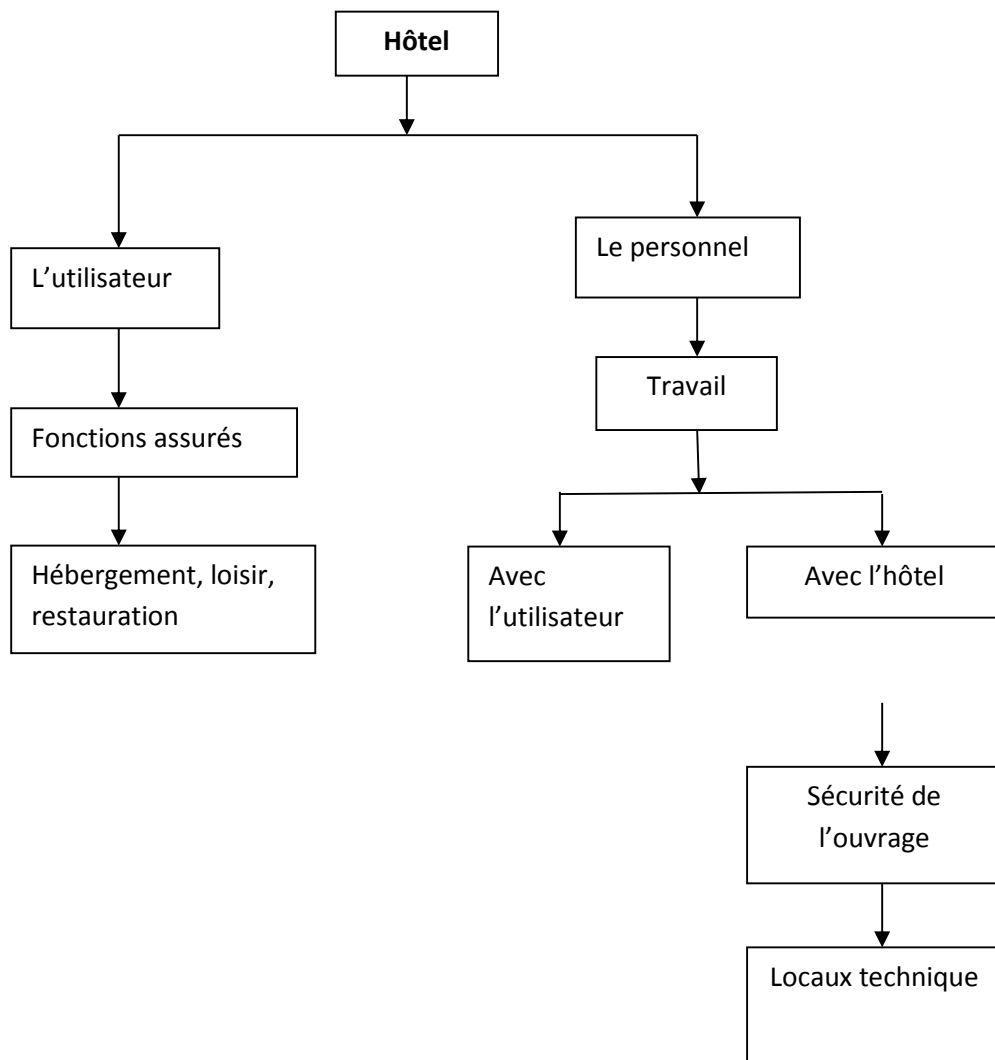 Hôtel
L’utilisateur
Le personnel
Travail
Fonctions assurés
Hébergement, loisir,
restauration
Avec
l’utilisateur
Avec l’hôtel
Sécurité de
l’ouvrage
Locaux technique